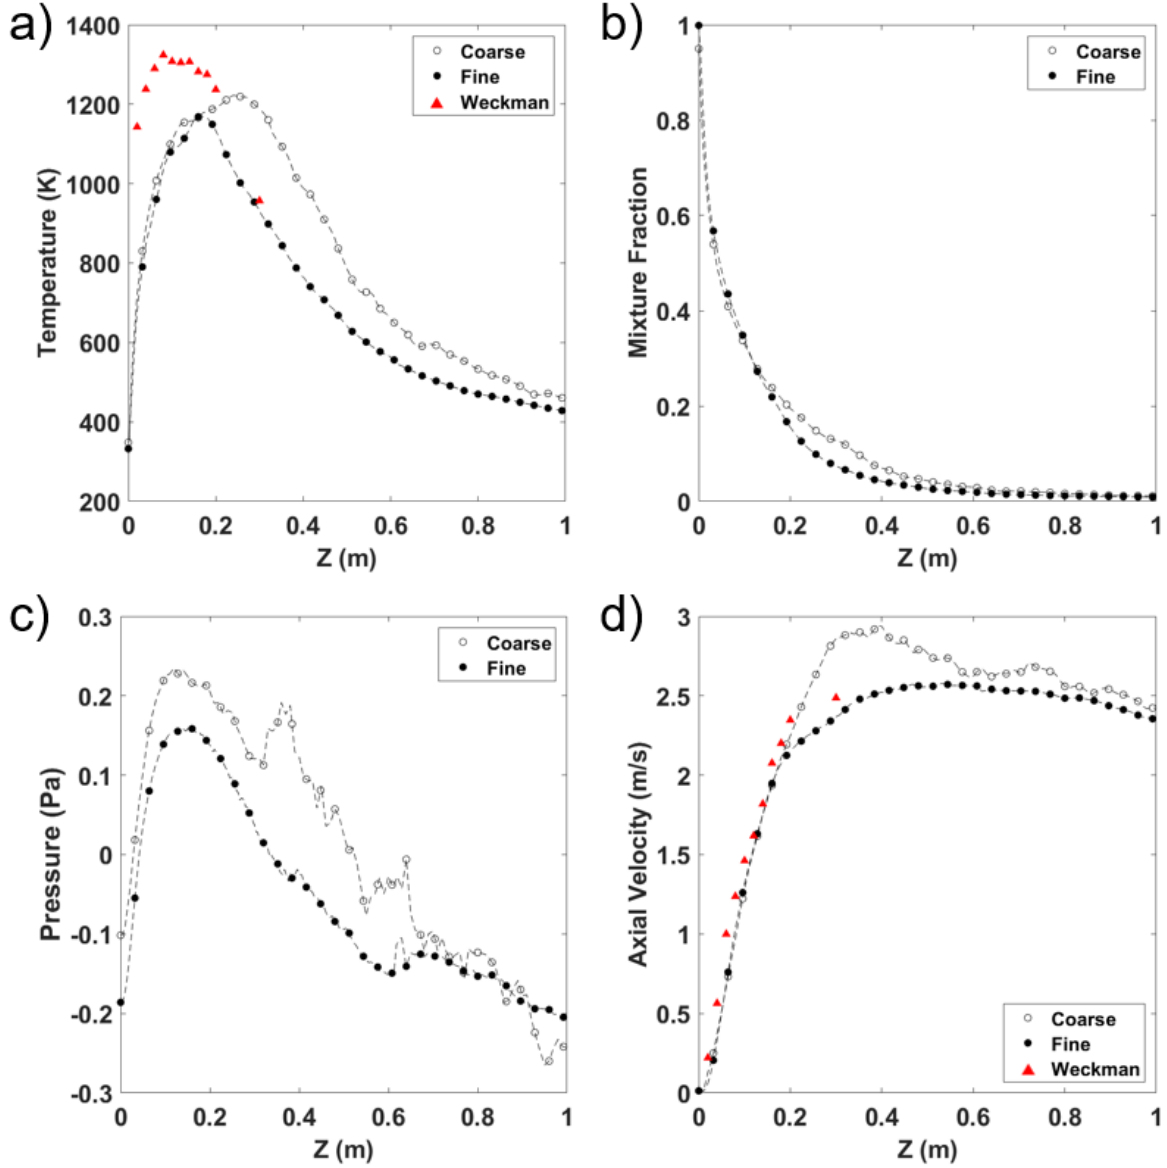 a)
1400
1200
1000
800
600
400
200
Temperature (K)
0 0.2 0.4 0.6 0.8 1
Z (m)
Coarse
Fine
Weckman
b)
1
0.8
0.6
0.4
0.2
0
Mixture Fraction
0 0.2 0.4 0.6 0.8 1
Z (m)
Coarse
Fine
c)
0.3
0.2
0.1
0
-0.1
-0.2
-0.3
Pressure (Pa)
0 0.2 0.4 0.6 0.8 1
Z (m)
Coarse
Fine
d)
3
2.5
2
1.5
1
0.5
0
Axial Velocity (m/s)
0 0.2 0.4 0.6 0.8 1
Z (m)
Coarse
Fine
Weckman